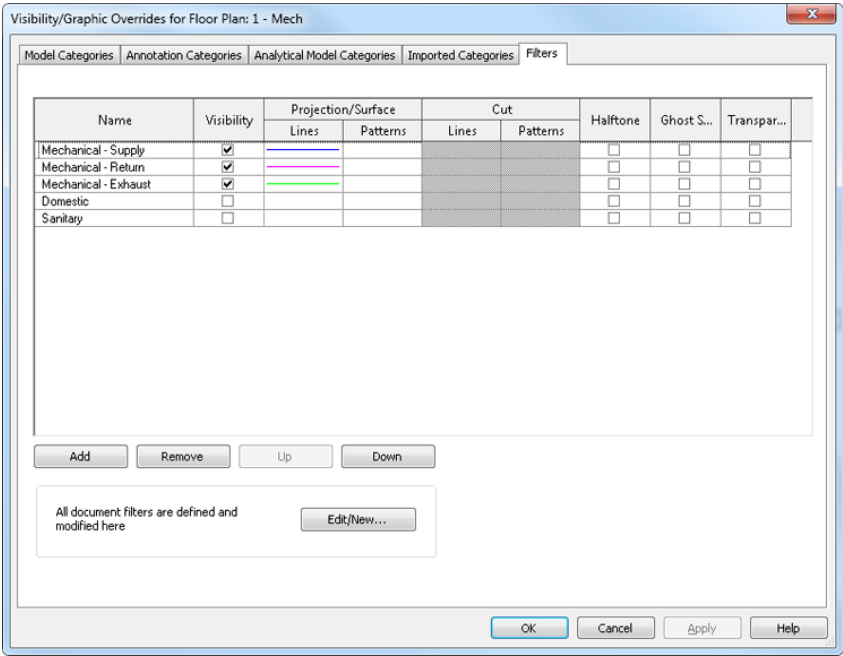 Visibility/Graphic Overrides for Floor Plan: 1 - Mech
Model Categories Annotation Categories Analytical Model Categories Imported Categories Filters
Name Visibility Projection/Surface Cut Halftone Ghost S... Transpar...
Lines Patterns Lines Patterns
Mechanical - Supply
Mechanical - Return
Mechanical - Exhaust
Domestic
Sanitary
Add Remove Up Down
All document filters are defined and
modified here
Edit/New...
OK Cancel Apply Help